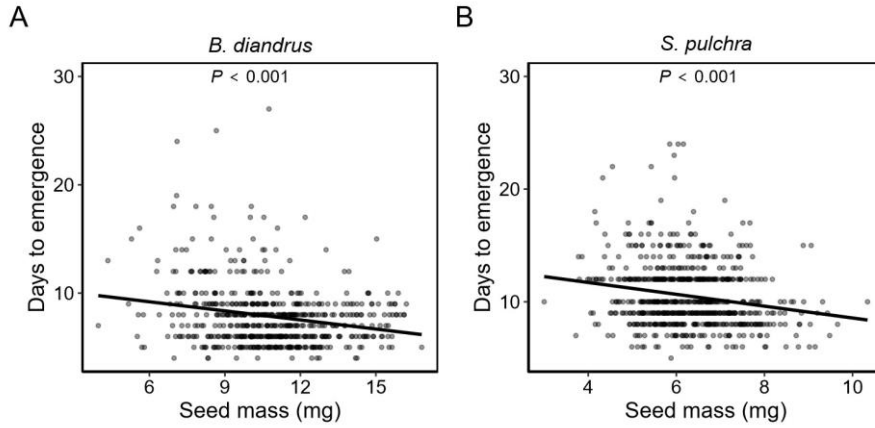 A
B. diandrus
P < 0.001
30
20
10
Days to emergence
6 9 12 15
Seed mass (mg)
B
S. pulchra
P < 0.001
30
20
10
Days to emergence
4 6 8 10
Seed mass (mg)